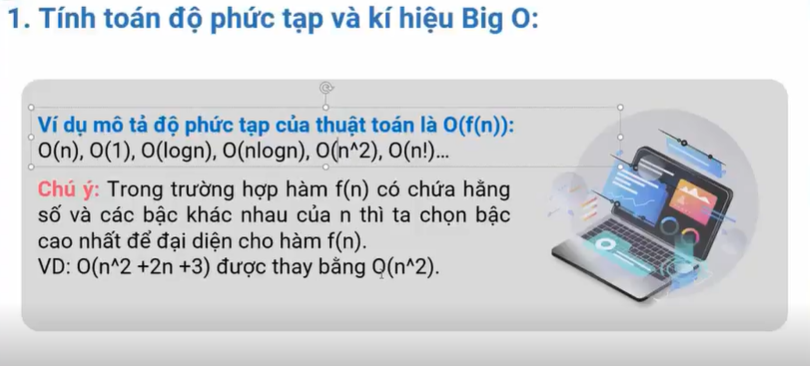 1. Tính toán độ phức tạp và kí hiệu Big O:
Ví dụ mô tả độ phức tạp của thuật toán là O(f(n)):
O(n), O(1), O(logn), O(nlogn), O(n^2), O(n!)...
Chú ý: Trong trường hợp hàm f(n) có chứa hằng
số và các bậc khác nhau của n thì ta chọn bậc
cao nhất để đại diện cho hàm f(n).
VD: O(n^2 +2n +3) được thay bằng O(n^2).